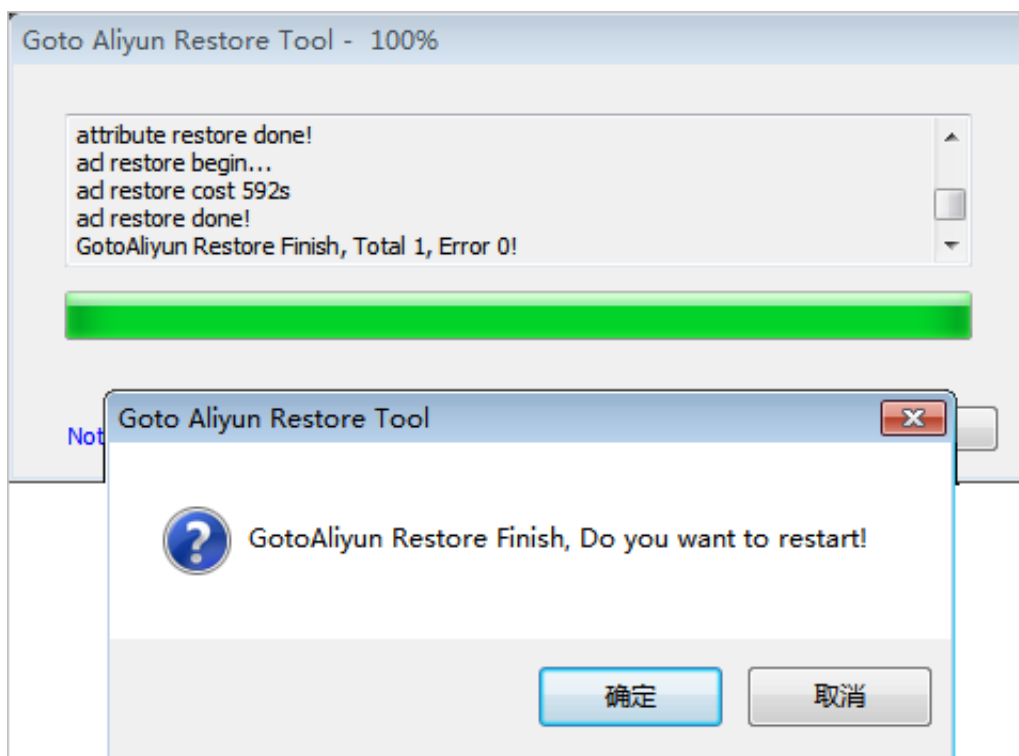 Goto Aliyun Restore Tool - 100%
attribute restore done!
acl restore begin...
acl restore cost 592s
acl restore done!
GotoAliyun Restore Finish, Total 1, Error 0!
Not
Goto Aliyun Restore Tool
GotoAliyun Restore Finish, Do you want to restart!
确定
取消